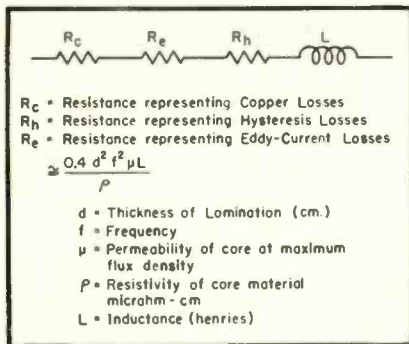 Rc Re Rh L
Rc = Resistance representing Copper Losses
Rh = Resistance representing Hysteresis Losses
Re = Resistance representing Eddy-Current Losses
≅ 0.4 d² f² μL / ρ
d = Thickness of Lomination (cm.)
f = Frequency
μ = Permeability of core at maximum
flux density
ρ = Resistivity of core material
micrahm - cm
L = Inductance (henries)